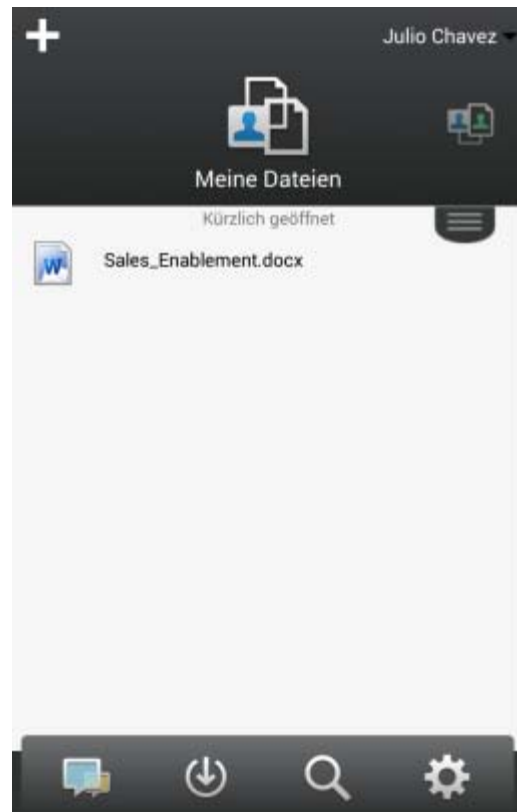 Julio Chavez
Meine Dateien
Kürzlich geöffnet
Sales_Enablement.docx